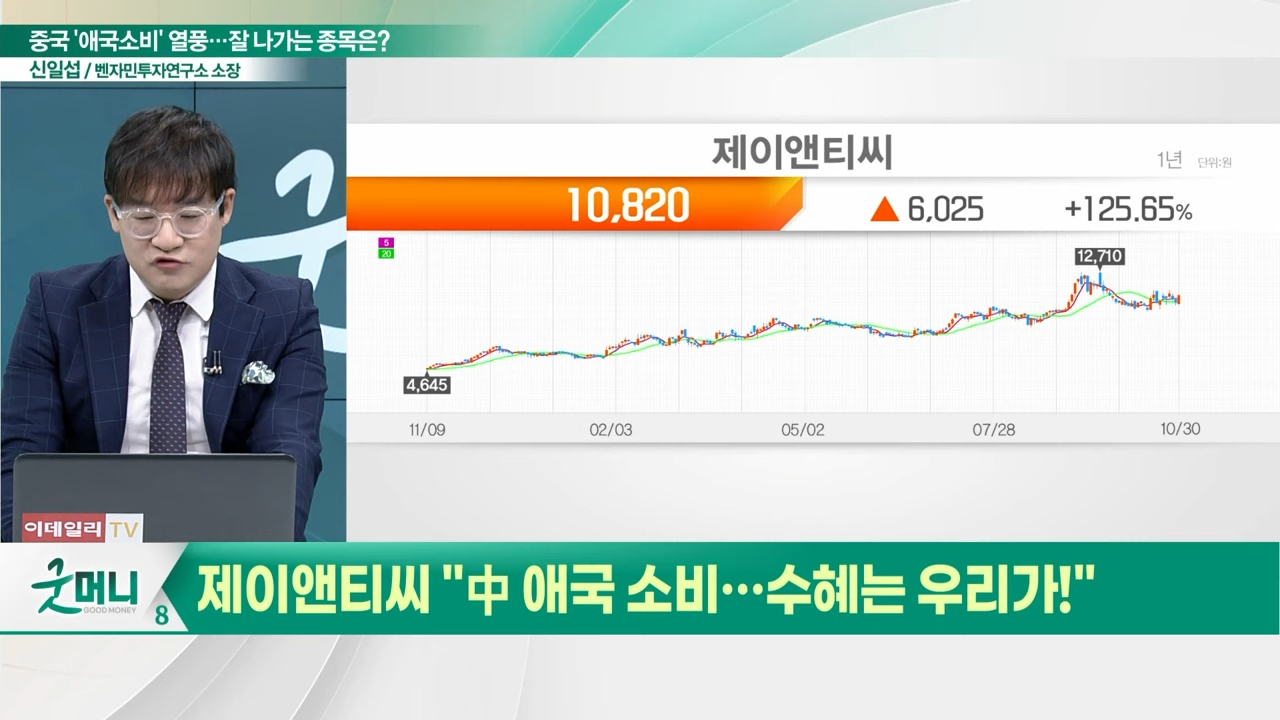 중국 '애국소비' 열풍…잘 나가는 종목은?
신일섭 / 벤자민투자연구소 소장
제이앤티씨
1년 단위:원
10,820 ▲ 6,025 +125.65%
5
20
12,710
4,645
11/09 02/03 05/02 07/28 10/30
이데일리 TV
굿머니
GOOD MONEY
8
제이앤티씨 "中 애국 소비…수혜는 우리가!"